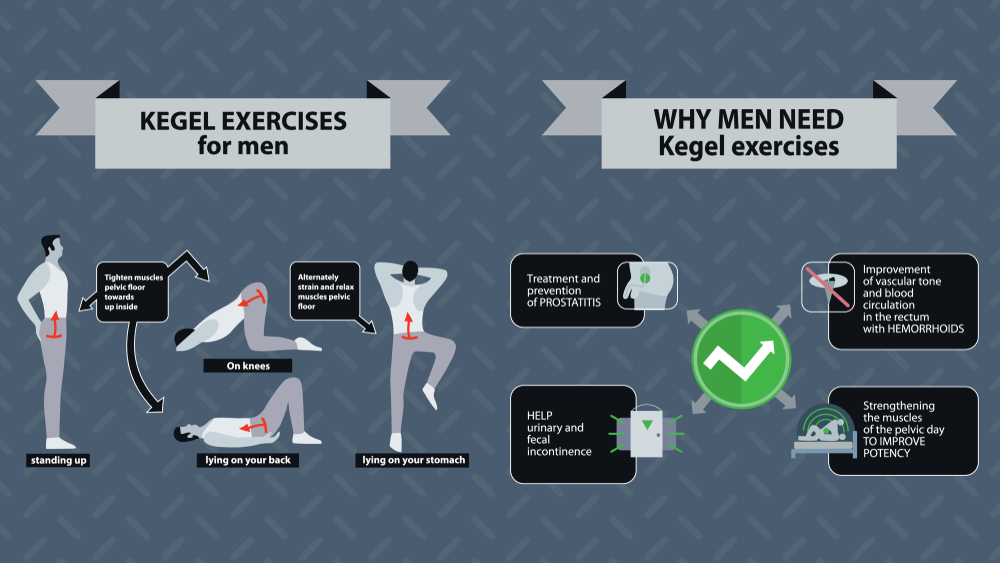 KEGEL EXERCISES
for men
Tighten muscles
pelvic floor
towards
up inside
Alternately
strain and relax
muscles pelvic
floor
On knees
standing up
lying on your back
lying on your stomach
WHY MEN NEED
Kegel exercises
Treatment and
prevention
of PROSTATITIS
Improvement
of vascular tone
and blood
circulation
in the rectum
with HEMORRHOIDS
HELP
urinary and
fecal
incontinence
Strengthening
the muscles
of the pelvic day
TO IMPROVE
POTENCY